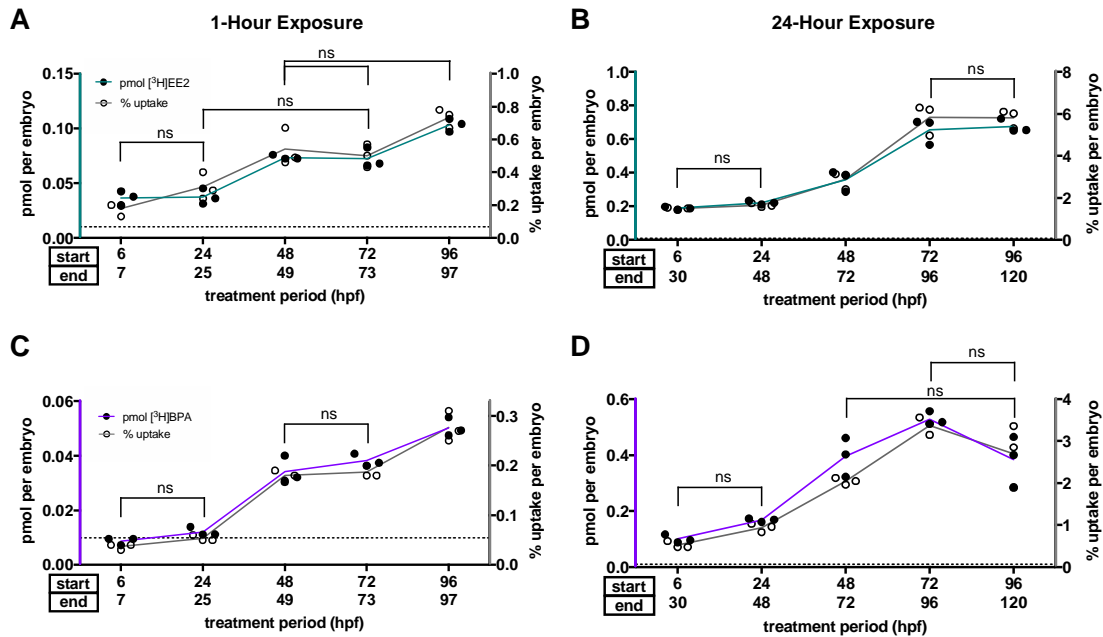 A
1-Hour Exposure
pmol [³H]EE2
% uptake
ns
ns
ns
0.15
0.10
0.05
0.00
pmol per embryo
1.0
0.8
0.6
0.4
0.2
0.0
% uptake per embryo
start 6 24 48 72 96
end 7 25 49 73 97
treatment period (hpf)
B
24-Hour Exposure
ns
ns
1.0
0.8
0.6
0.4
0.2
0.0
pmol per embryo
8
6
4
2
0
% uptake per embryo
start 6 24 48 72 96
end 30 48 72 96 120
treatment period (hpf)
C
pmol [³H]BPA
% uptake
ns
ns
0.06
0.04
0.02
0.00
pmol per embryo
0.3
0.2
0.1
0.0
% uptake per embryo
start 6 24 48 72 96
end 7 25 49 73 97
treatment period (hpf)
D
ns
ns
ns
0.6
0.4
0.2
0.0
pmol per embryo
4
3
2
1
0
% uptake per embryo
start 6 24 48 72 96
end 30 48 72 96 120
treatment period (hpf)